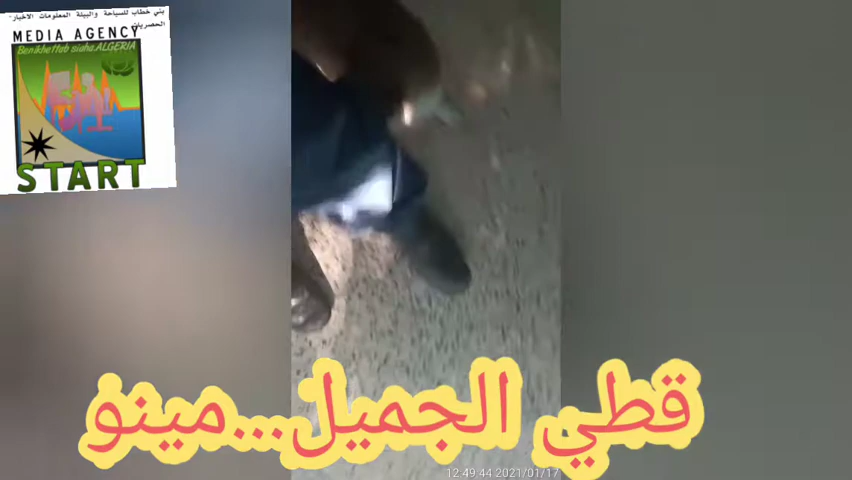 بني خطاب للسياحة والبيئة المعلومات الاخبار-
الحصريات
MEDIA AGENCY
Benikhettab siaha.ALGERIA
START
قطي الجميل...مينو
12:49:44 2021/01/17